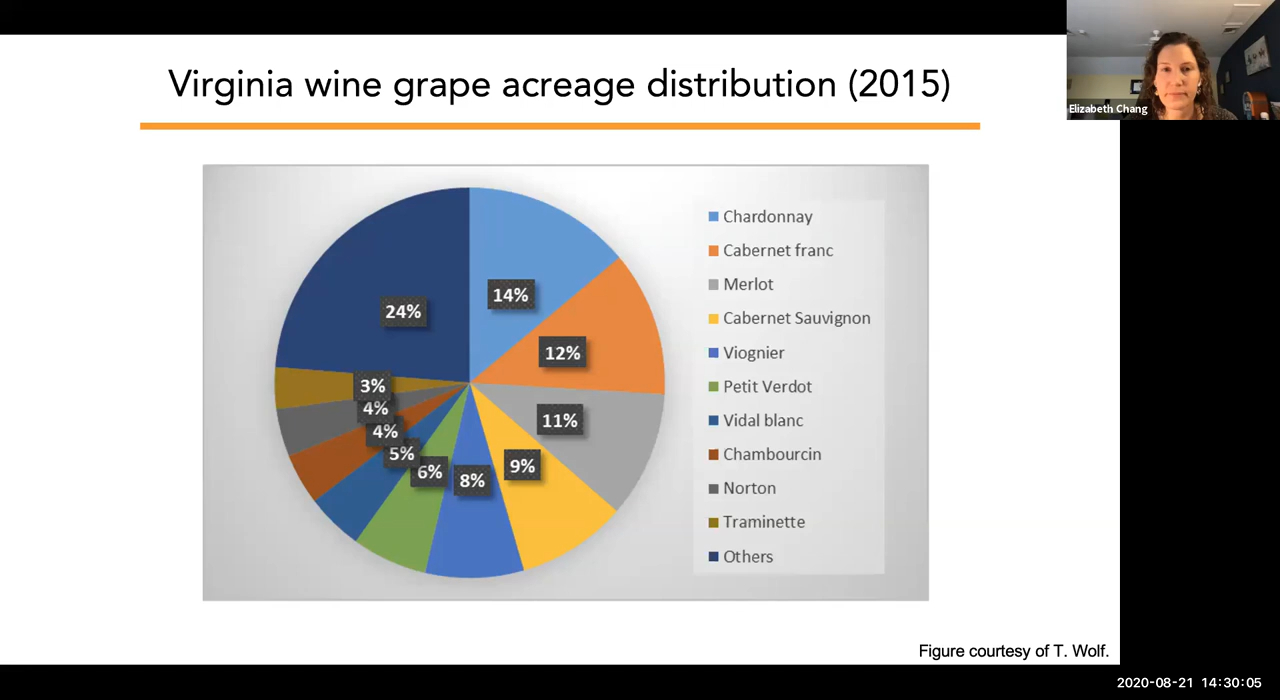 Virginia wine grape acreage distribution (2015)
Elizabeth Chang
14%
12%
11%
9%
8%
6%
5%
4%
4%
3%
24%
Chardonnay
Cabernet franc
Merlot
Cabernet Sauvignon
Viognier
Petit Verdot
Vidal blanc
Chambourcin
Norton
Traminette
Others
Figure courtesy of T. Wolf.
2020-08-21 14:30:05